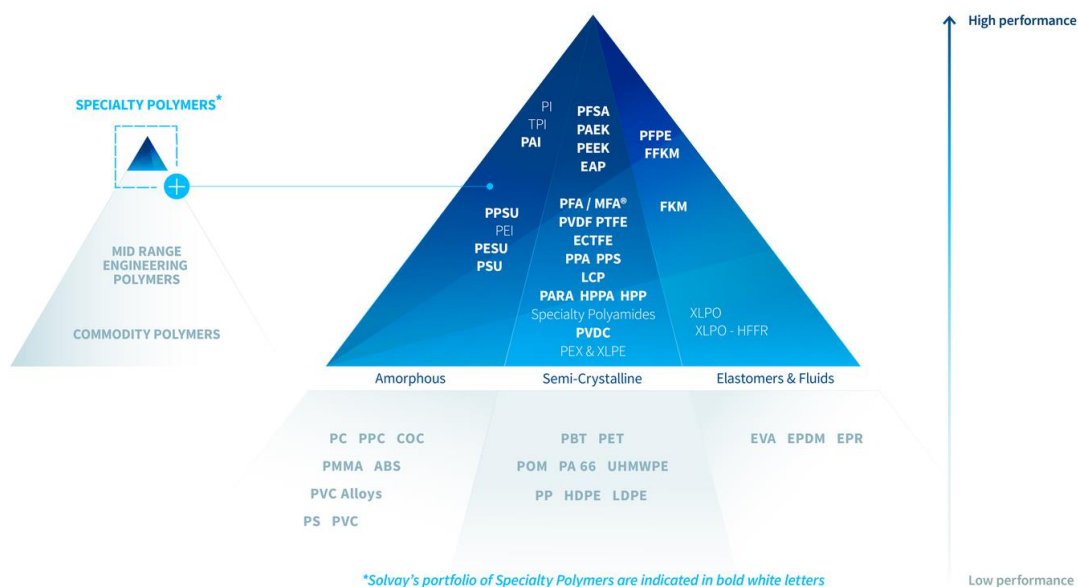 High performance
SPECIALTY POLYMERS*
MID RANGE
ENGINEERING
POLYMERS
COMMODITY POLYMERS
PI
TPI
PAI
PPSU
PEI
PESU
PSU
PFSA
PAEK
PEEK
EAP
PFA / MFA®
PVDF PTFE
ECTFE
PPA PPS
LCP
PARA HPPA HPP
Specialty Polyamides
PVDC
PEX & XLPE
PFPE
FFKM
FKM
XLPO
XLPO - HFFR
Amorphous
Semi-Crystalline
Elastomers & Fluids
PC PPC COC
PMMA ABS
PVC Alloys
PS PVC
PBT PET
POM PA 66 UHMWPE
PP HDPE LDPE
EVA EPDM EPR
*Solvay's portfolio of Specialty Polymers are indicated in bold white letters
Low performance